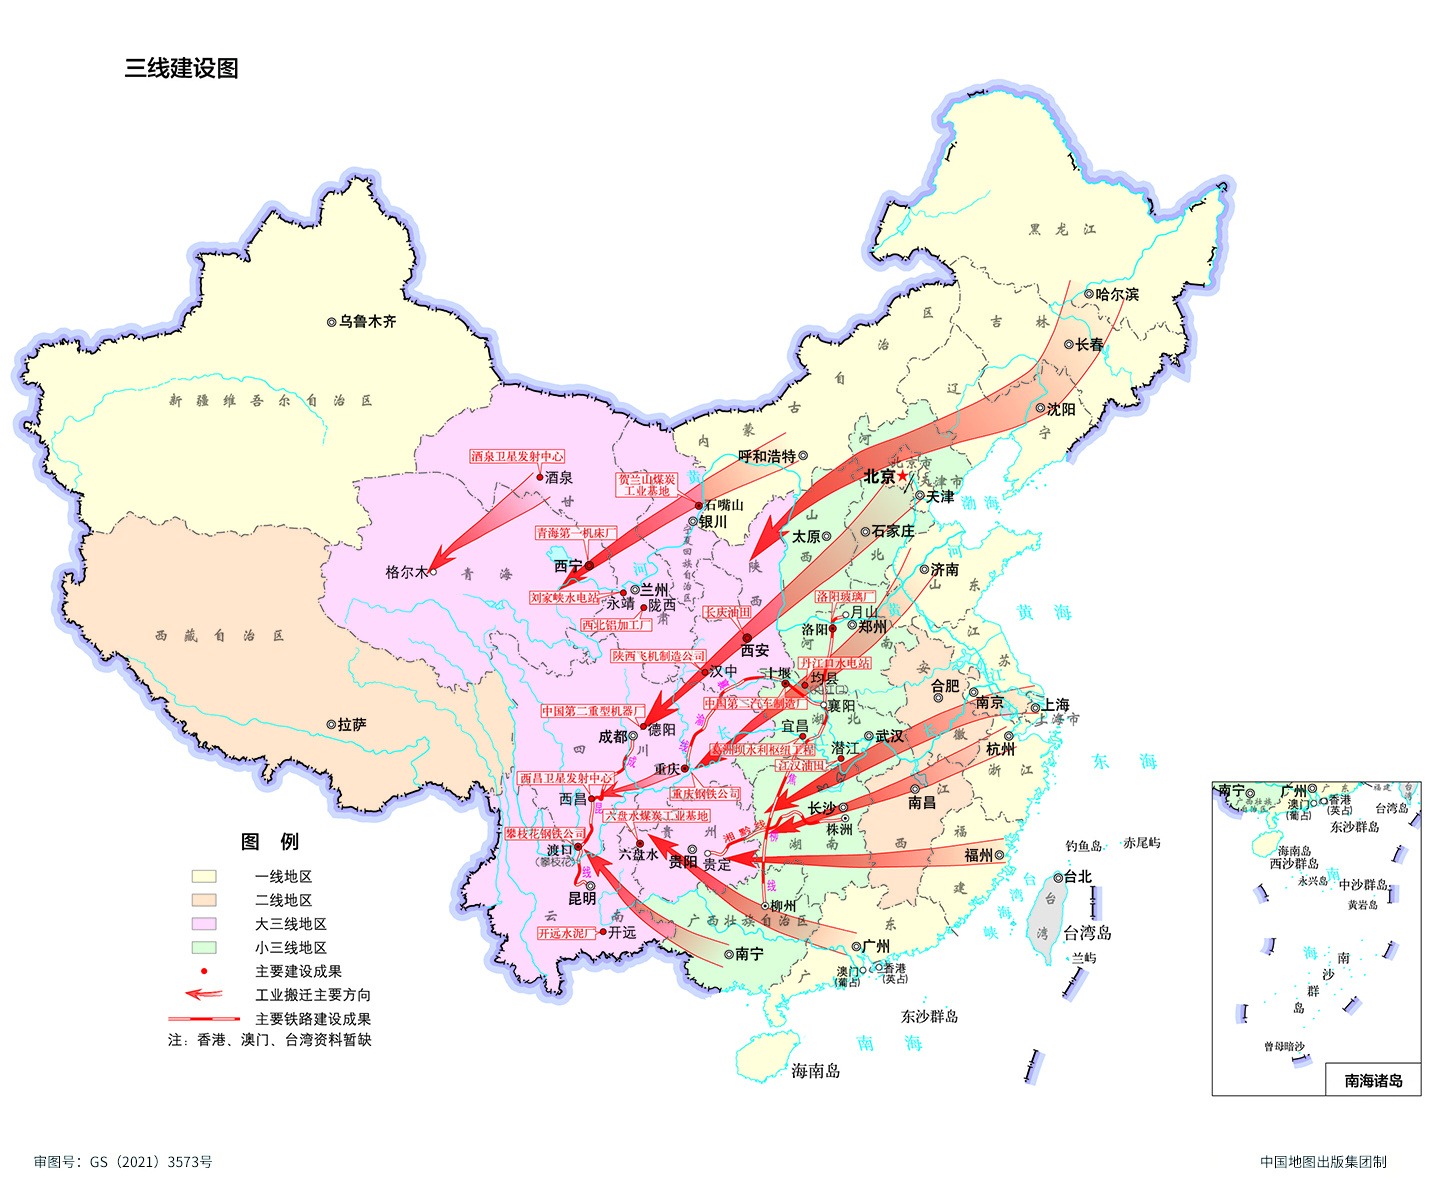 三线建设图
黑龙江
哈尔滨
吉林
长春
辽宁
沈阳
乌鲁木齐
新疆维吾尔自治区
内蒙古自治区
呼和浩特
河北
北京市
北京
天津市
天津
渤海
酒泉卫星发射中心
酒泉
甘肃
贺兰山煤炭
工业基地
石嘴山
银川
宁夏回族自治区
黄河
青海第一机床厂
西宁
格尔木
青海
刘家峡水电站
永靖
兰州
陇西
西北铝加工厂
山西
太原
石家庄
济南
山东
黄海
陕西
长庆油田
西安
洛阳玻璃厂
月山
洛阳
郑州
河南
陕西飞机制造公司
汉中
丹江口水电站
十堰
均县
(丹江口)
中国第二汽车制造厂
襄阳
湖北
江苏
安徽
合肥
南京
上海
上海市
杭州
浙江
东海
西藏自治区
拉萨
中国第二重型机器厂
德阳
成都
四川
襄渝线
宜昌
葛洲坝水利枢纽工程
潜江
江汉油田
武汉
长江
重庆
重庆钢铁公司
西昌卫星发射中心
西昌
成昆线
六盘水煤炭工业基地
六盘水
攀枝花钢铁公司
渡口
(攀枝花)
昆明
云南
开远水泥厂
开远
贵州
贵阳
贵定
湘黔线
焦柳线
长沙
株洲
湖南
南昌
江西
福州
福建
柳州
广西壮族自治区
南宁
广东
广州
澳门
(葡占)
香港
(英占)
台湾海峡
台北
台湾
台湾岛
钓鱼岛
赤尾屿
兰屿
东沙群岛
南海
海南岛
图例
一线地区
二线地区
大三线地区
小三线地区
主要建设成果
工业搬迁主要方向
主要铁路建设成果
注：香港、澳门、台湾资料暂缺
南宁
广州
广东
福建
台湾
广西壮族
自治区
澳门
(葡占)
香港
(英占)
台湾岛
东沙群岛
海南岛
西沙群岛
永兴岛
中沙群岛
黄岩岛
南海
南沙群岛
曾母暗沙
南海诸岛
审图号：GS（2021）3573号
中国地图出版集团制